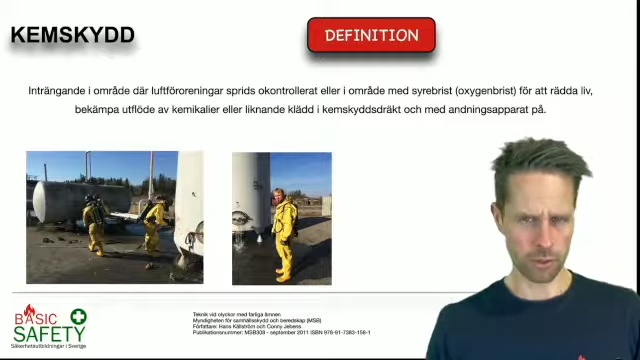 KEMSKYDD
DEFINITION
Inträngande i område där luftföroreningar sprids okontrollerat eller i område med syrebrist (oxygenbrist) för att rädda liv,
bekämpa utflöde av kemikalier eller liknande klädd i kemskyddsdräkt och med andningsapparat på.
BASIC
SAFETY
Säkerhetsutbildningar i Sverige
Teknik vid olyckor med farliga ämnen
Myndigheten för samhällsskydd och beredskap (MSB)
Författare: Hans Källström och Conny Jebens
Publikationsnummer: MSB308 - september 2011 ISBN 978-91-7383-158-1